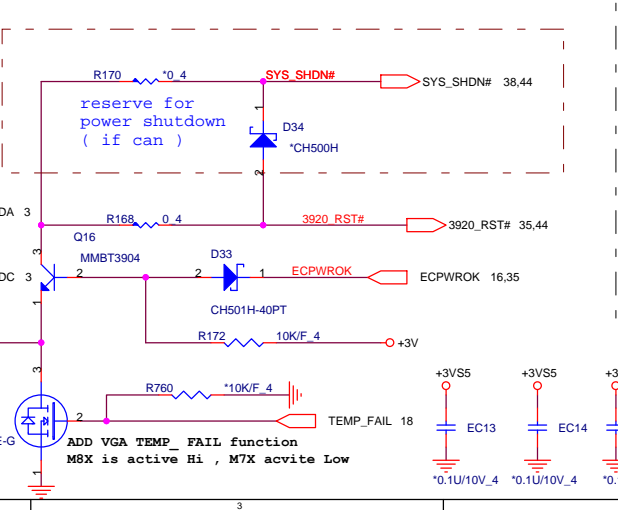 R170 *0_4 SYS_SHDN# SYS_SHDN# 38,44
reserve for
power shutdown
( if can )
1
D34
*CH500H
2
DA 3
R168 0_4 3920_RST# 3920_RST# 35,44
3
Q16
MMBT3904
D33
DC 3 2 2 1 ECPWROK ECPWROK 16,35
1
CH501H-40PT
R172 10K/F_4 +3V
3
R760 *10K/F_4
+3VS5 +3VS5 +3
2 TEMP_FAIL 18
EC13 EC14
E-G
ADD VGA TEMP_ FAIL function
M8X is active Hi , M7X acvite Low
1
*0.1U/10V_4 *0.1U/10V_4 *0.
3